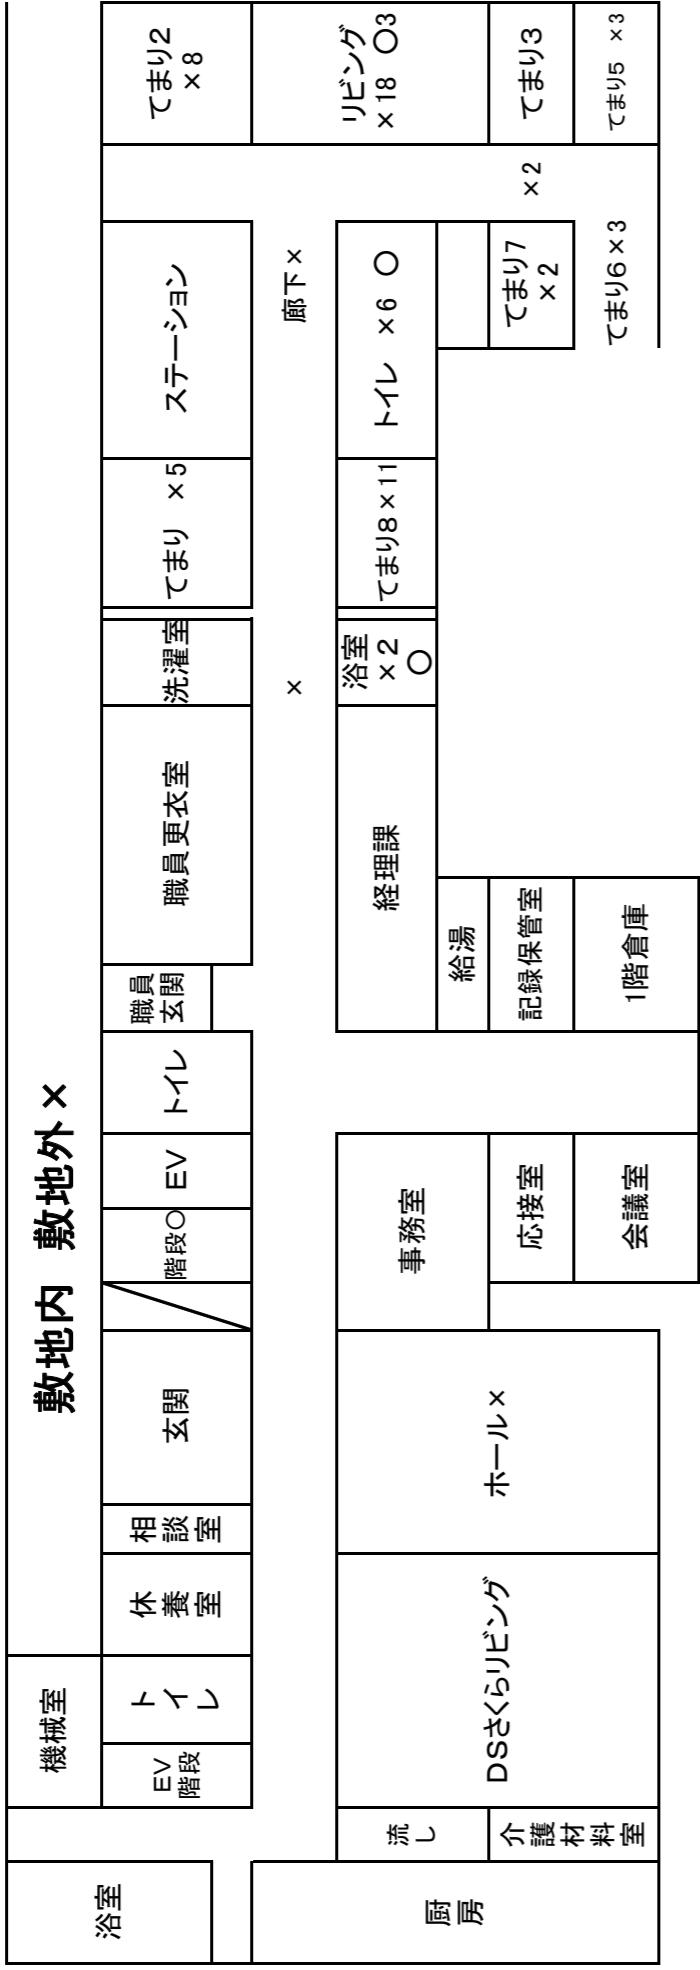 敷地内 敷地外×
浴室
機械室
EV
階段
トイレ
休養室
相談室
玄関
階段〇
EV
トイレ
職員
玄関
職員更衣室
洗濯室
てまり ×5
ステーション
てまり2
×8
×
廊下×
リビング
×18 〇3
厨房
流し
介護材料室
DSさくらリビング
ホール×
事務室
応接室
会議室
経理課
給湯
記録保管室
1階倉庫
浴室
×2
〇
てまり8×11
トイレ ×6 〇
てまり7
×2
×2
てまり3
てまり6×3
てまり5 ×3